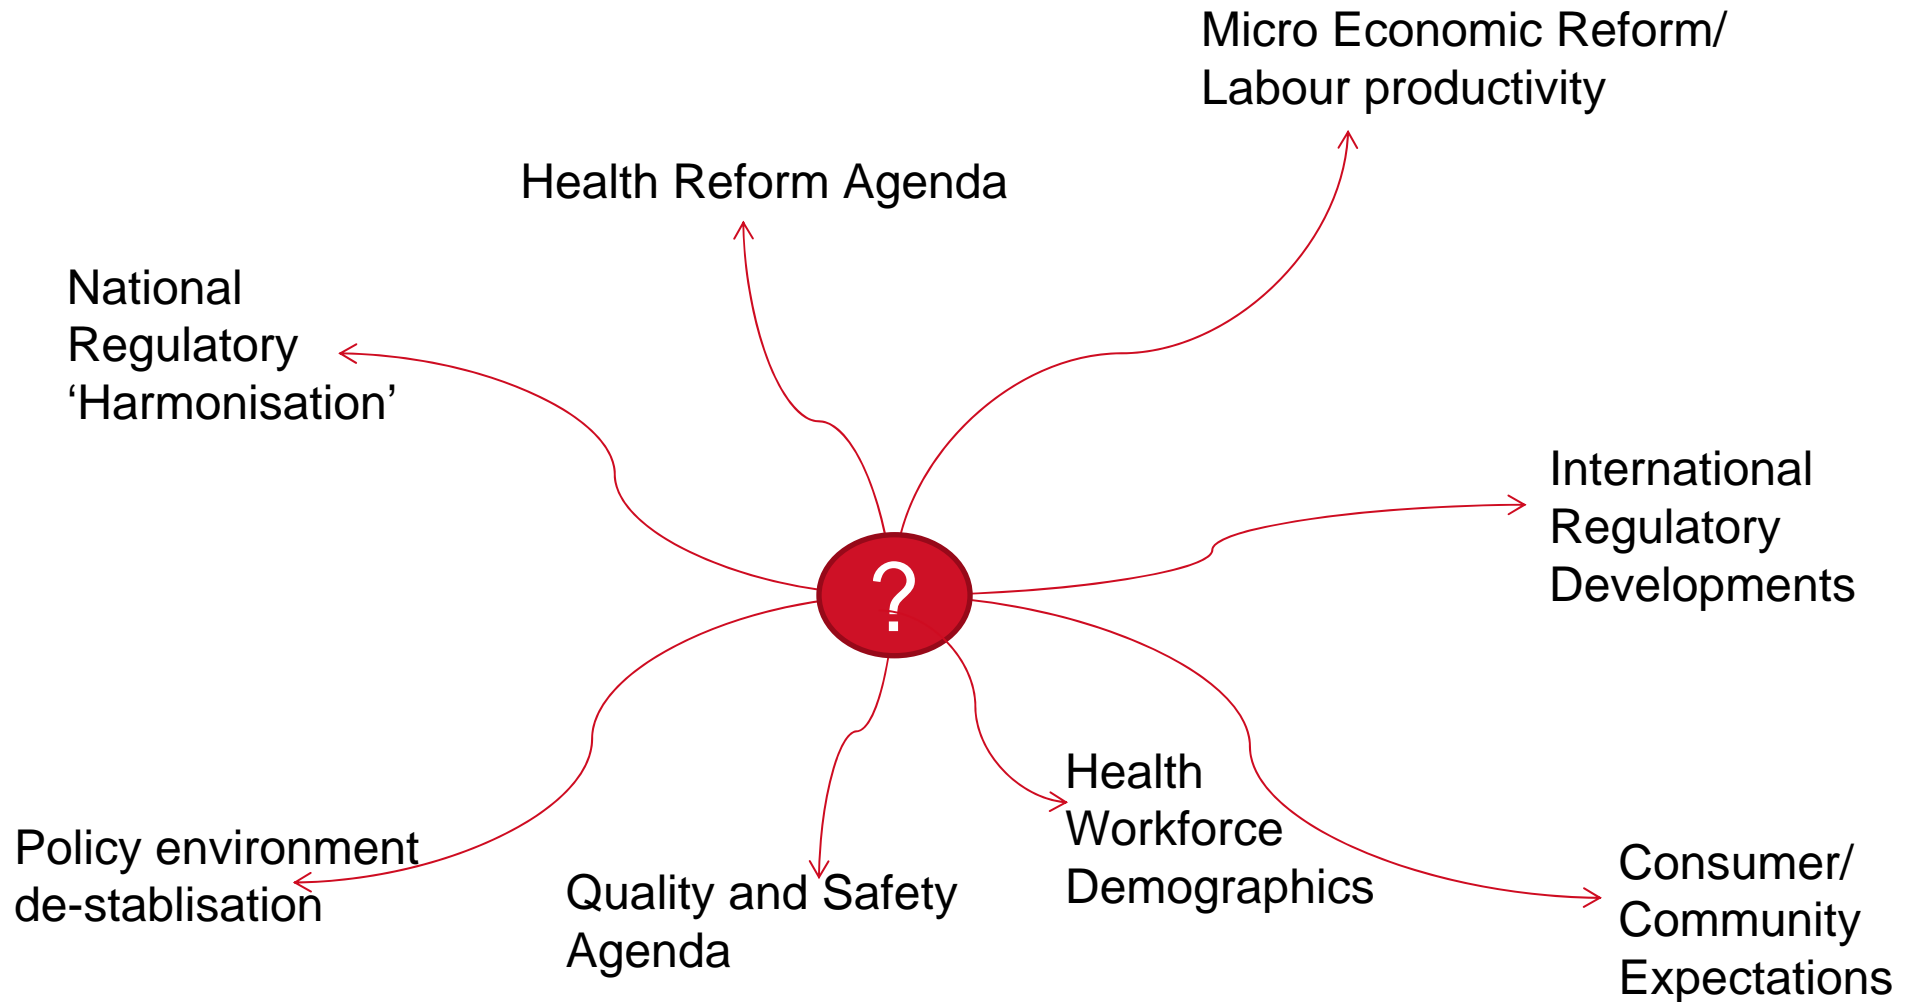 Micro Economic Reform/
Labour productivity
Health Reform Agenda
National
Regulatory
‘Harmonisation’
International
Regulatory
Developments
?
Health
Workforce
Demographics
Policy environment
de-stablisation
Quality and Safety
Agenda
Consumer/
Community
Expectations